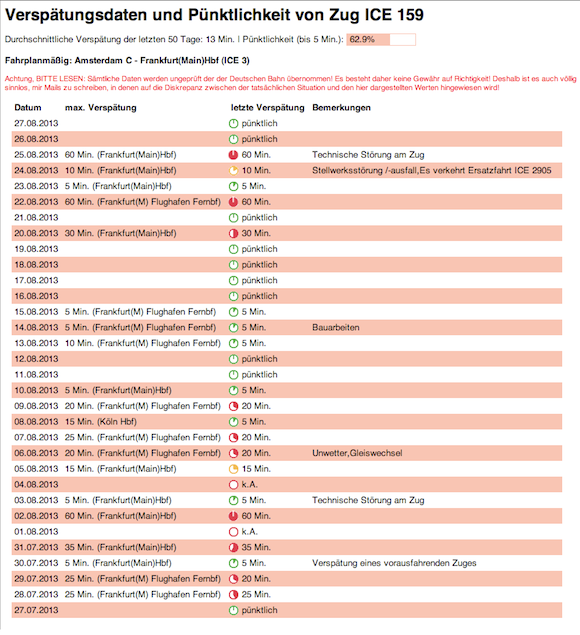 Verspätungsdaten und Pünktlichkeit von Zug ICE 159
Durchschnittliche Verspätung der letzten 50 Tage: 13 Min. | Pünktlichkeit (bis 5 Min.): 62.9%
Fahrplanmäßig: Amsterdam C - Frankfurt(Main)Hbf (ICE 3)
Achtung, BITTE LESEN: Sämtliche Daten werden ungeprüft der der Deutschen Bahn übernommen! Es besteht daher keine Gewähr auf Richtigkeit! Deshalb ist es auch völlig
sinnlos, mir Mails zu schreiben, in denen auf die Diskrepanz zwischen der tatsächlichen Situation und den hier dargestellten Werten hingewiesen wird!
Datum max. Verspätung letzte Verspätung Bemerkungen
27.08.2013 pünktlich
26.08.2013 pünktlich
25.08.2013 60 Min. (Frankfurt(Main)Hbf) 60 Min. Technische Störung am Zug
24.08.2013 10 Min. (Frankfurt(Main)Hbf) 10 Min. Stellwerksstörung /-ausfall,Es verkehrt Ersatzfahrt ICE 2905
23.08.2013 5 Min. (Frankfurt(Main)Hbf) 5 Min.
22.08.2013 60 Min. (Frankfurt(M) Flughafen Fernbf) 60 Min.
21.08.2013 pünktlich
20.08.2013 30 Min. (Frankfurt(Main)Hbf) 30 Min.
19.08.2013 pünktlich
18.08.2013 pünktlich
17.08.2013 pünktlich
16.08.2013 pünktlich
15.08.2013 5 Min. (Frankfurt(M) Flughafen Fernbf) 5 Min.
14.08.2013 5 Min. (Frankfurt(M) Flughafen Fernbf) 5 Min. Bauarbeiten
13.08.2013 10 Min. (Frankfurt(M) Flughafen Fernbf) 5 Min.
12.08.2013 pünktlich
11.08.2013 pünktlich
10.08.2013 5 Min. (Frankfurt(Main)Hbf) 5 Min.
09.08.2013 20 Min. (Frankfurt(M) Flughafen Fernbf) 20 Min.
08.08.2013 15 Min. (Köln Hbf) 5 Min.
07.08.2013 25 Min. (Frankfurt(M) Flughafen Fernbf) 20 Min.
06.08.2013 20 Min. (Frankfurt(M) Flughafen Fernbf) 20 Min. Unwetter,Gleiswechsel
05.08.2013 15 Min. (Frankfurt(Main)Hbf) 15 Min.
04.08.2013 k.A.
03.08.2013 5 Min. (Frankfurt(Main)Hbf) 5 Min. Technische Störung am Zug
02.08.2013 60 Min. (Frankfurt(Main)Hbf) 60 Min.
01.08.2013 k.A.
31.07.2013 35 Min. (Frankfurt(Main)Hbf) 35 Min.
30.07.2013 5 Min. (Frankfurt(Main)Hbf) 5 Min. Verspätung eines vorausfahrenden Zuges
29.07.2013 25 Min. (Frankfurt(M) Flughafen Fernbf) 20 Min.
28.07.2013 25 Min. (Frankfurt(M) Flughafen Fernbf) 25 Min.
27.07.2013 pünktlich